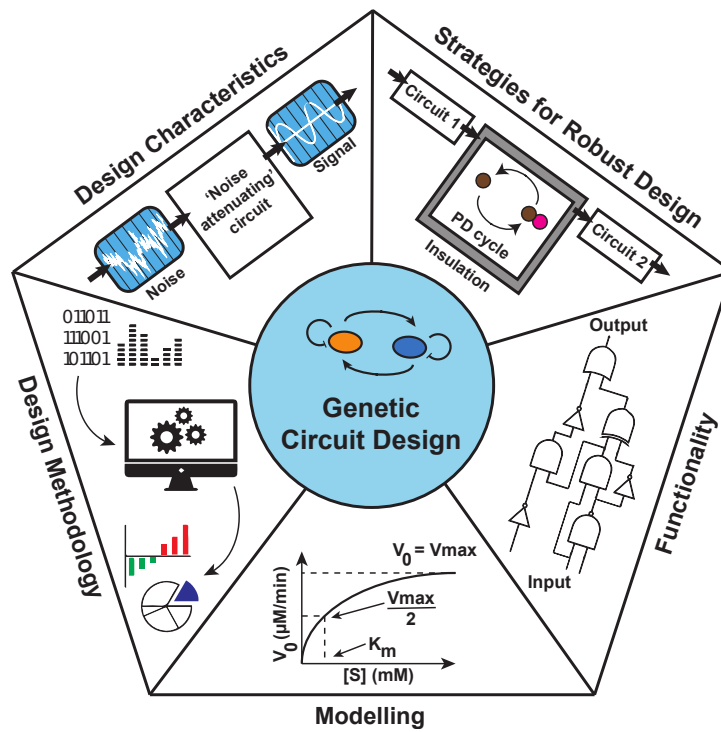 Design Characteristics
Noise
'Noise
attenuating'
circuit
Signal
Strategies for Robust Design
Circuit 1
PD cycle
Insulation
Circuit 2
Genetic
Circuit Design
Design Methodology
011011
111001
101101
Functionality
Output
Input
Modelling
V0 = Vmax
Vmax
2
Km
V0 (µM/min)
[S] (mM)